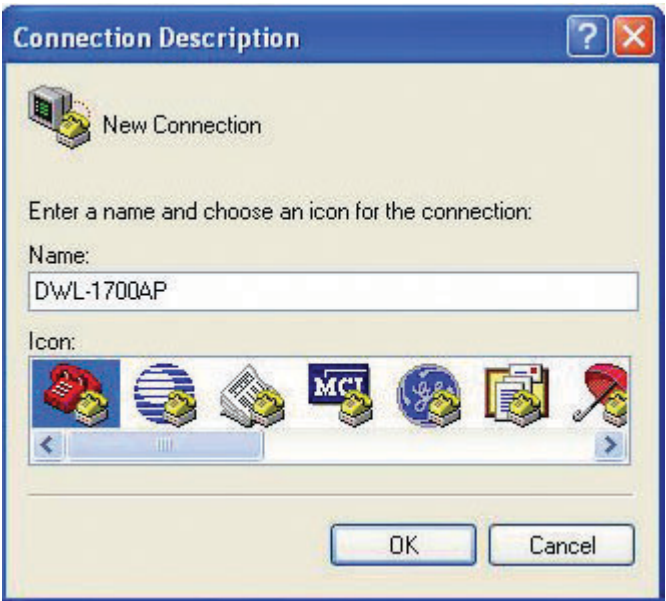 Connection Description
New Connection
Enter a name and choose an icon for the connection:
Name:
DWL-1700AP
Icon:
MCI
OK
Cancel